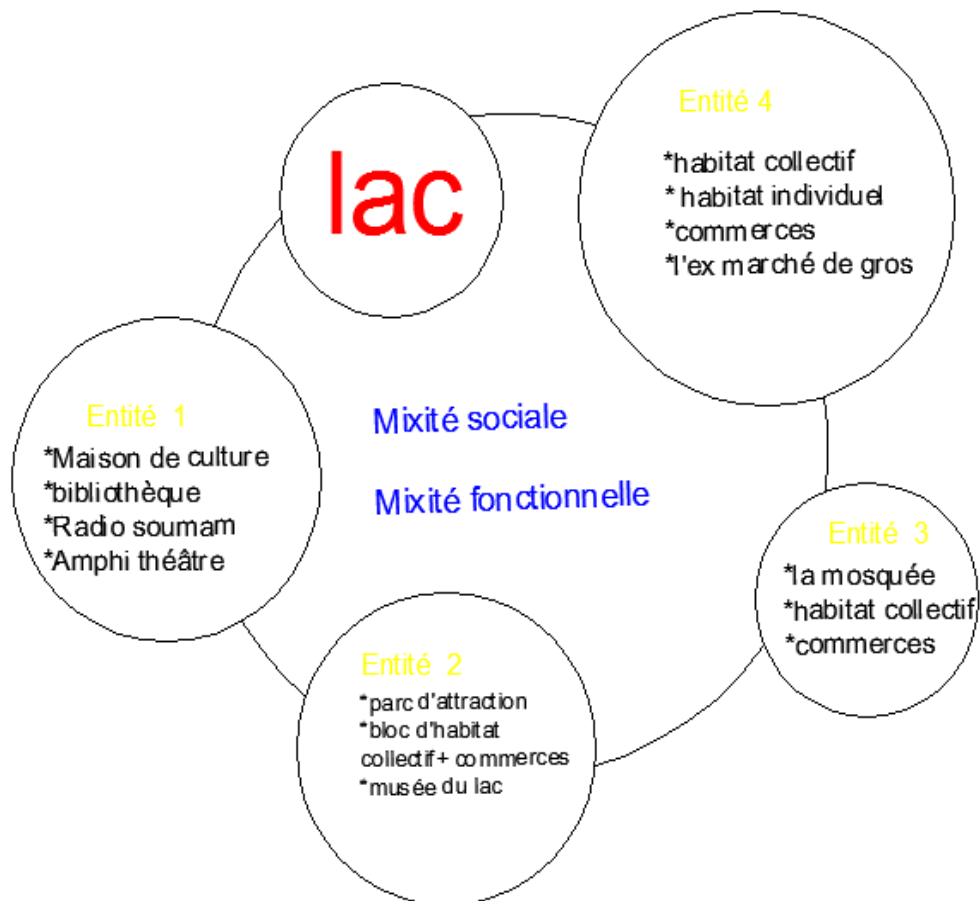 lac
Entité 4
*habitat collectif
* habitat individuel
*commerces
*l'ex marché de gros
Entité 1
*Maison de culture
*bibliothèque
*Radio soumam
*Amphi théâtre
Mixité sociale
Mixité fonctionnelle
Entité 3
*la mosquée
*habitat collectif
*commerces
Entité 2
*parc d'attraction
*bloc d'habitat
collectif+ commerces
*musée du lac